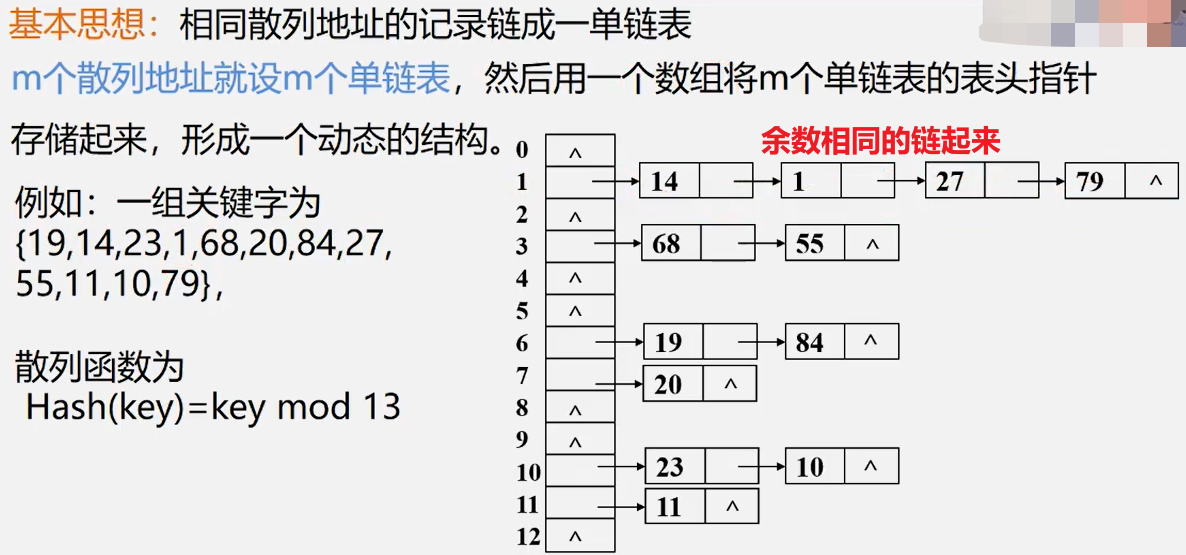 基本思想：相同散列地址的记录链成一单链表
m个散列地址就设m个单链表，然后用一个数组将m个单链表的表头指针
存储起来，形成一个动态的结构。
余数相同的链起来
例如：一组关键字为
{19,14,23,1,68,20,84,27,
55,11,10,79}，
散列函数为
Hash(key)=key mod 13
0 ^
1 14 1 27 79 ^
2 ^
3 68 55 ^
4 ^
5 ^
6 19 84 ^
7 20 ^
8 ^
9 ^
10 23 10 ^
11 11 ^
12 ^